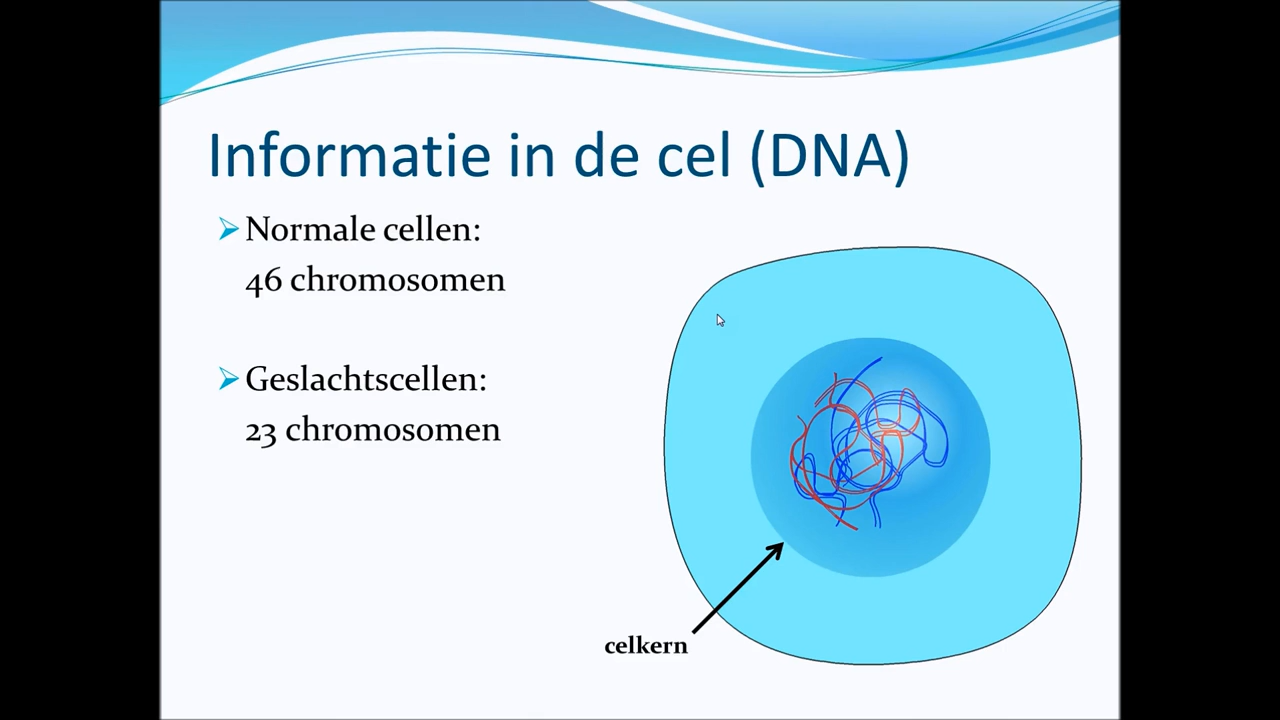 Informatie in de cel (DNA)
Normale cellen:
46 chromosomen
Geslachtscellen:
23 chromosomen
celkern